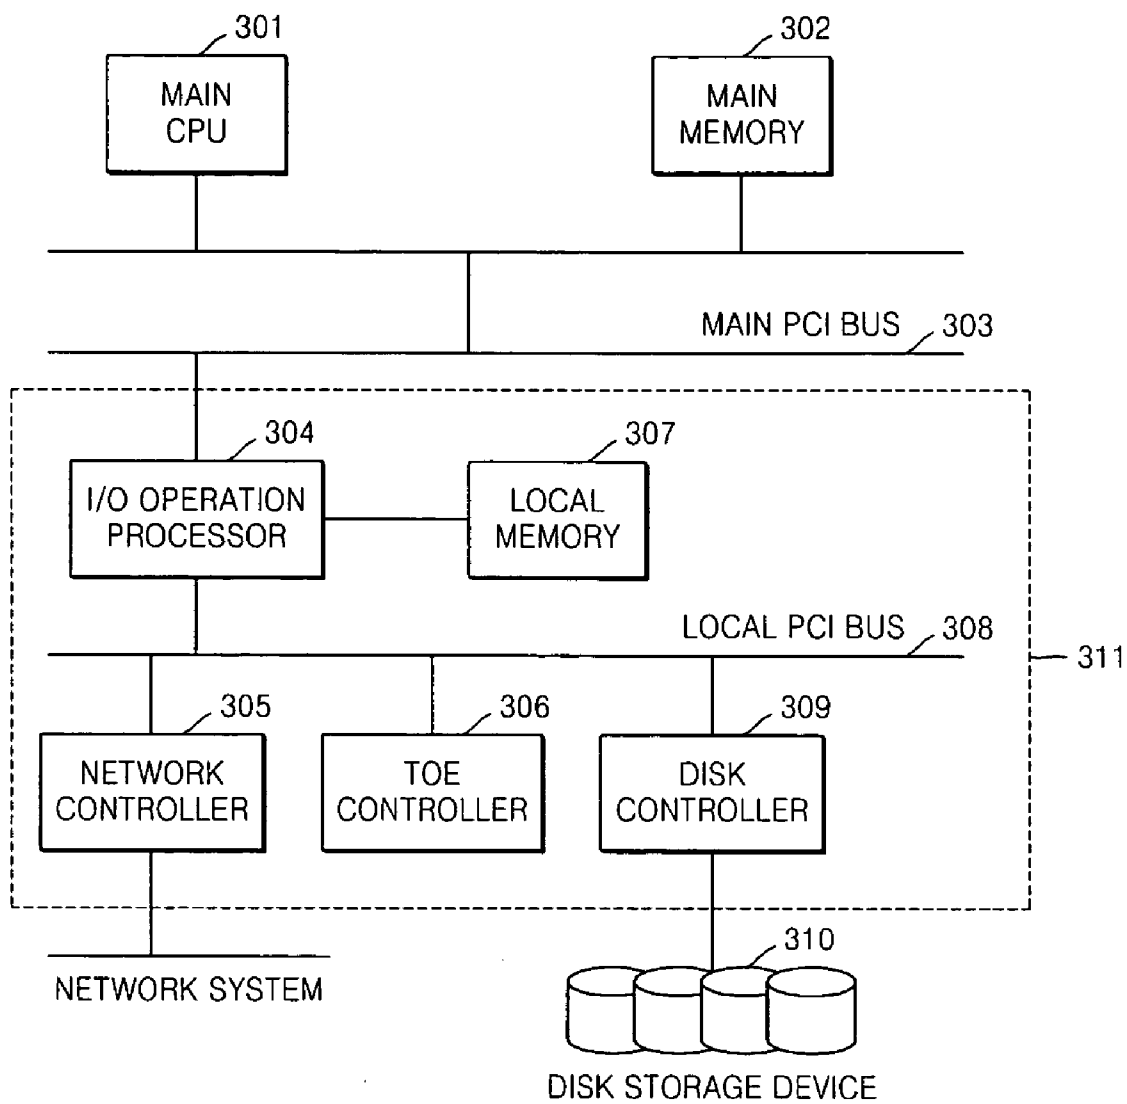 301
302
MAIN
CPU
MAIN
MEMORY
MAIN PCI BUS
303
304
307
I/O OPERATION
PROCESSOR
LOCAL
MEMORY
LOCAL PCI BUS
308
311
305
306
309
NETWORK
CONTROLLER
TOE
CONTROLLER
DISK
CONTROLLER
310
NETWORK SYSTEM
DISK STORAGE DEVICE